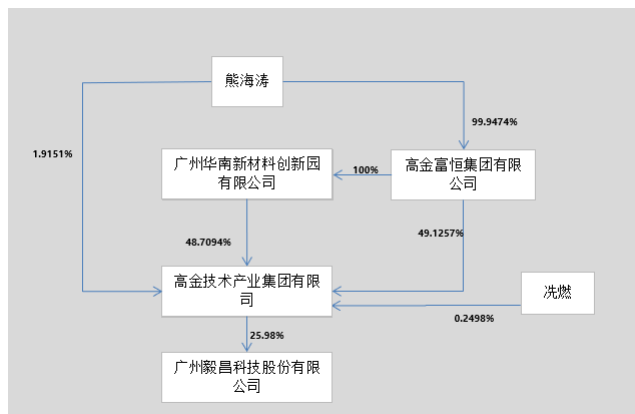 熊海涛
99.9474%
1.9151%
广州华南新材料创新园
有限公司
100%
高金富恒集团有限
公司
48.7094%
49.1257%
高金技术产业集团有限公
司
冼燃
0.2498%
25.98%
广州毅昌科技股份有限
公司